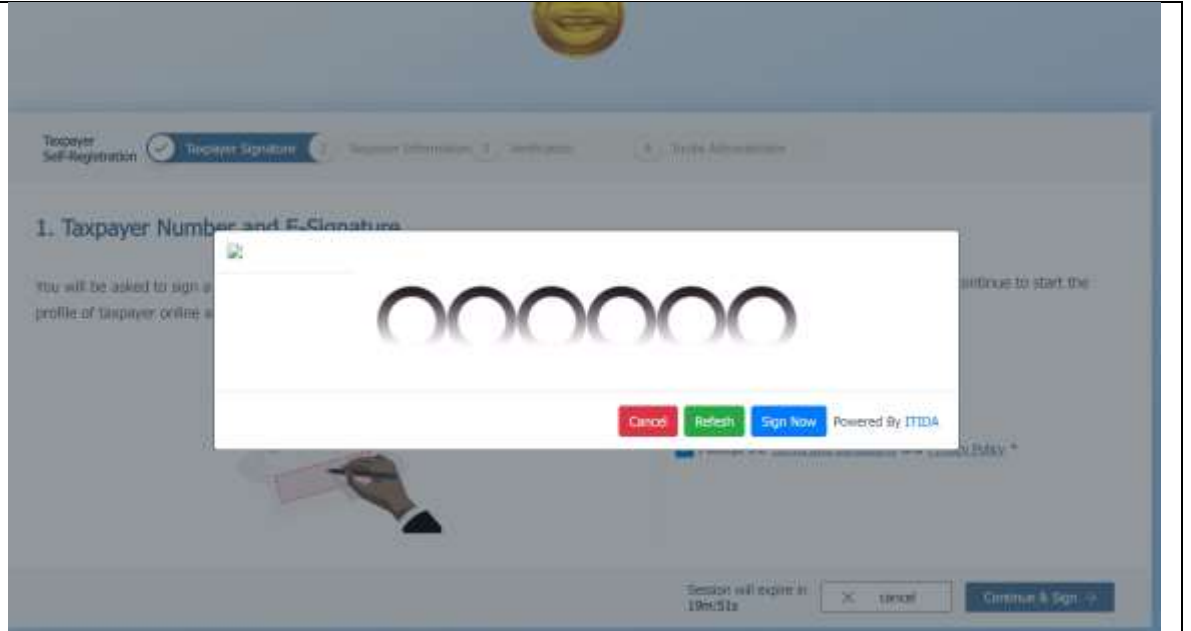 Taxpayer
Self-Registration
Taxpayer Signature
Taxpayer Information
Verification
1. Taxpayer Number and E-Signature
You will be asked to sign a
continue to start the
profile of taxpayer online
Cancel
Refesh
Sign Now
Powered By ITIDA
Privacy Policy *
Session will expire in
19m:51s
cancel
Continue & Sign